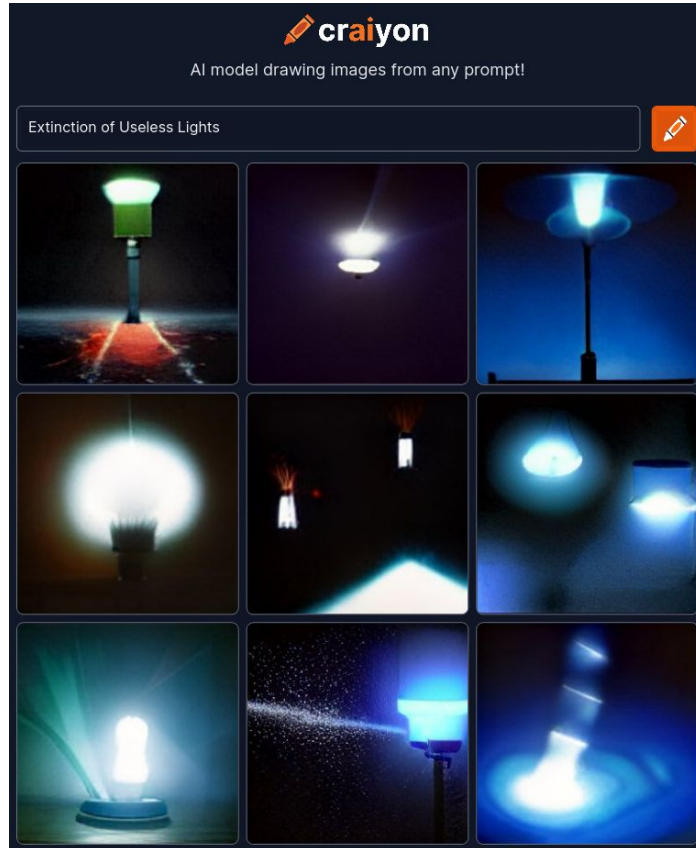 craiyon
AI model drawing images from any prompt!
Extinction of Useless Lights